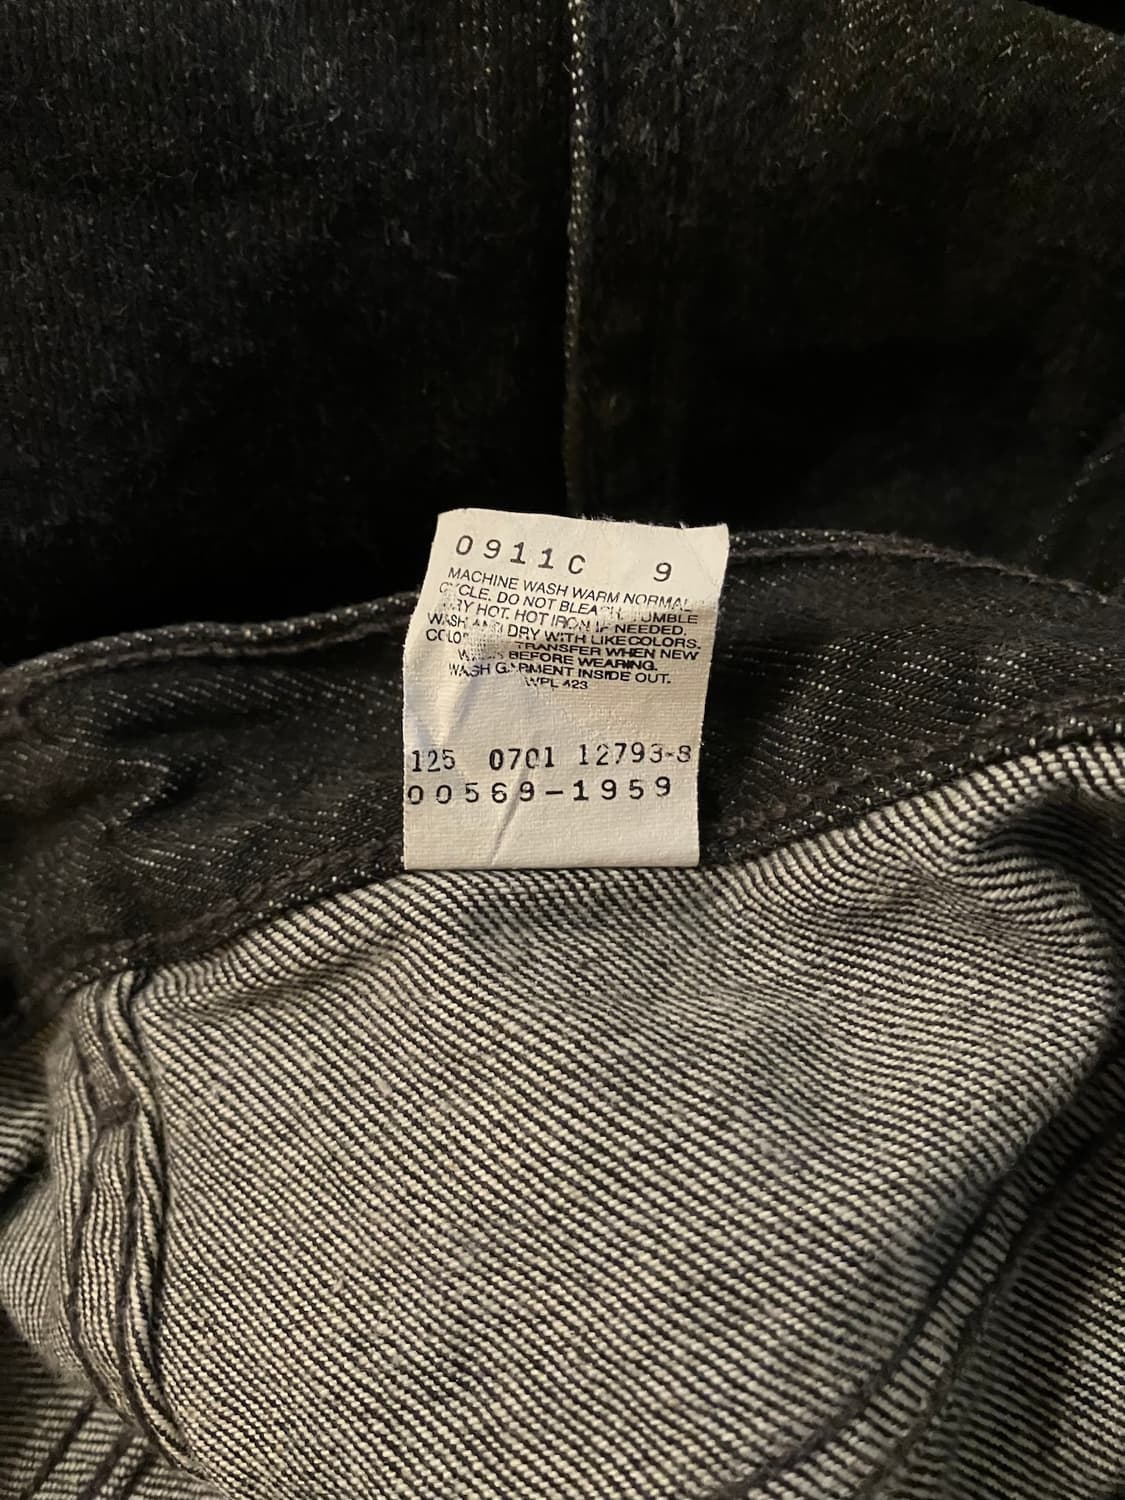 0911C 9
MACHINE WASH WARM NORMAL
CYCLE. DO NOT BLEACH. TUMBLE
DRY HOT. HOT IRON IF NEEDED.
WASH AND DRY WITH LIKE COLORS.
COLOR TRANSFER WHEN NEW
WASH BEFORE WEARING.
WASH GARMENT INSIDE OUT.
WPL 423
125 0701 12793-8
00569-1959